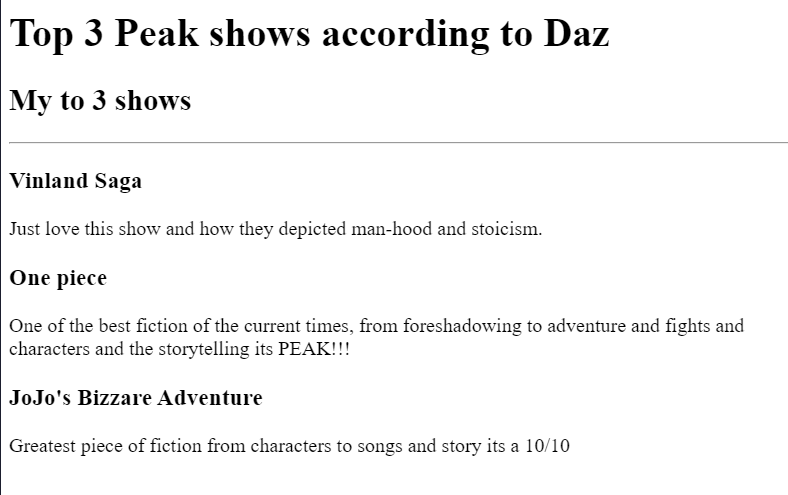 Top 3 Peak shows according to Daz
My to 3 shows
Vinland Saga
Just love this show and how they depicted man-hood and stoicism.
One piece
One of the best fiction of the current times, from foreshadowing to adventure and fights and
characters and the storytelling its PEAK!!!
JoJo's Bizzare Adventure
Greatest piece of fiction from characters to songs and story its a 10/10